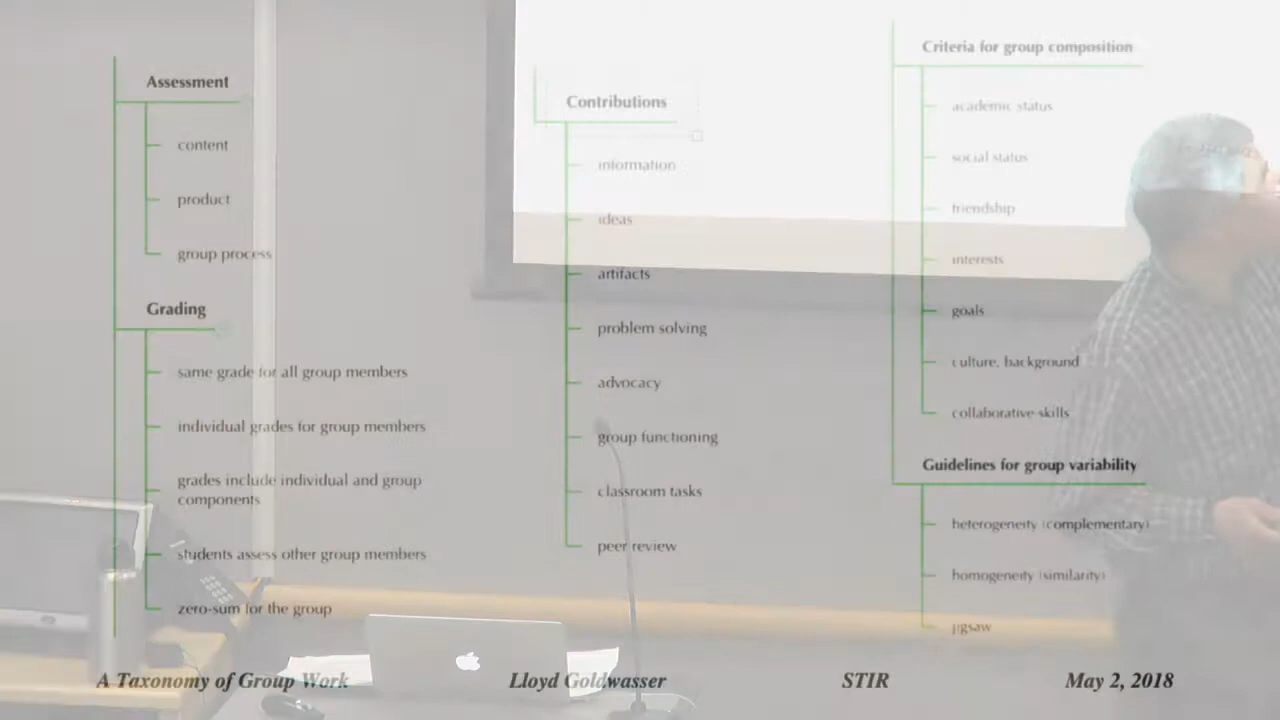 Assessment
content
product
group process
Grading
same grade for all group members
individual grades for group members
grades include individual and group
components
students assess other group members
zero-sum for the group
Contributions
information
ideas
artifacts
problem solving
advocacy
group functioning
classroom tasks
peer review
Criteria for group composition
academic status
social status
friendship
interests
goals
culture, background
collaborative skills
Guidelines for group variability
heterogeneity (complementary)
homogeneity (similarity)
jigsaw
A Taxonomy of Group Work Lloyd Goldwasser STIR May 2, 2018